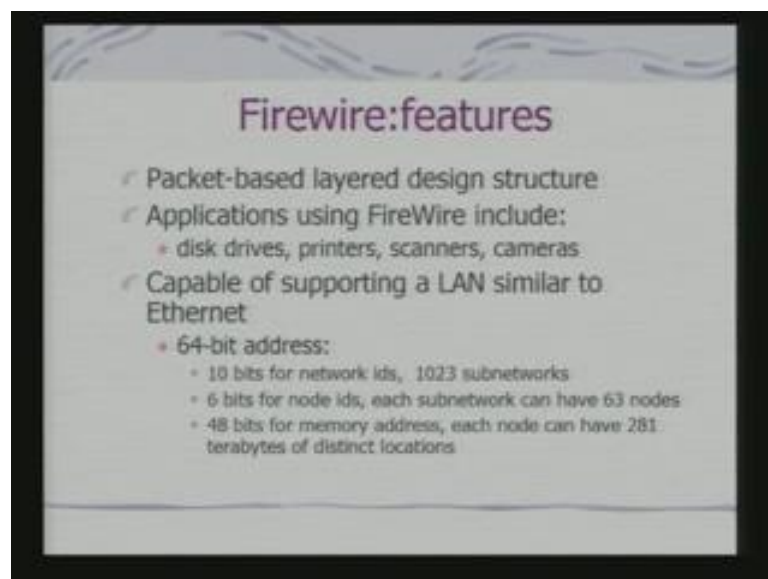 Firewire:features
Packet-based layered design structure
Applications using FireWire include:
disk drives, printers, scanners, cameras
Capable of supporting a LAN similar to
Ethernet
64-bit address:
10 bits for network ids, 1023 subnetworks
6 bits for node ids, each subnetwork can have 63 nodes
48 bits for memory address, each node can have 281
terabytes of distinct locations